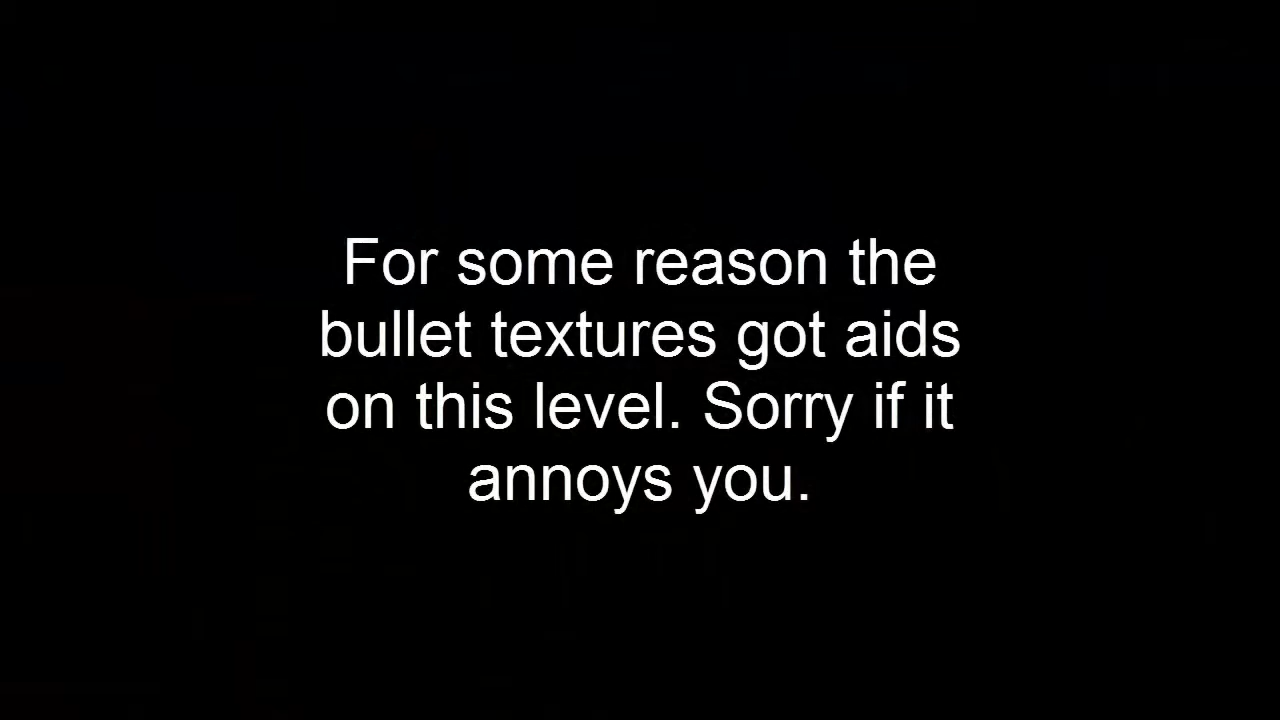 For some reason the
bullet textures got aids
on this level. Sorry if it
annoys you.